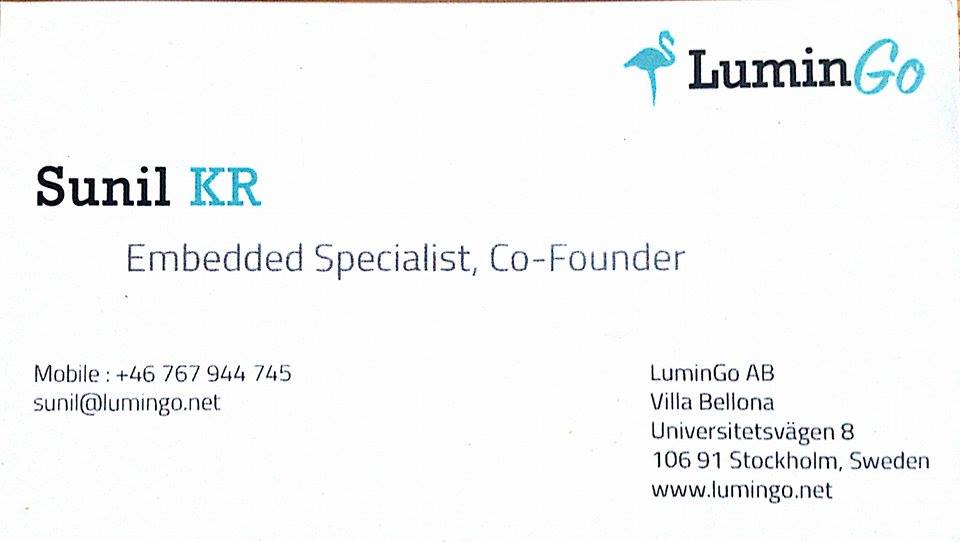 LuminGo
Sunil KR
Embedded Specialist, Co-Founder
Mobile : +46 767 944 745
sunil@lumingo.net
LuminGo AB
Villa Bellona
Universitetsvägen 8
106 91 Stockholm, Sweden
www.lumingo.net